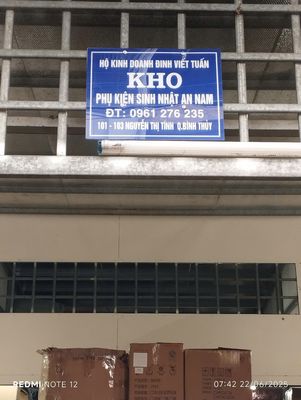 HỘ KINH DOANH ĐINH VIẾT TUẤN
KHO
PHỤ KIỆN SINH NHẬT AN NAM
ĐT: 0961 276 235
101 - 103 NGUYỄN THỊ TÍNH Q.BÌNH THỦY
REDMI NOTE 12
07:42 22/06/2025